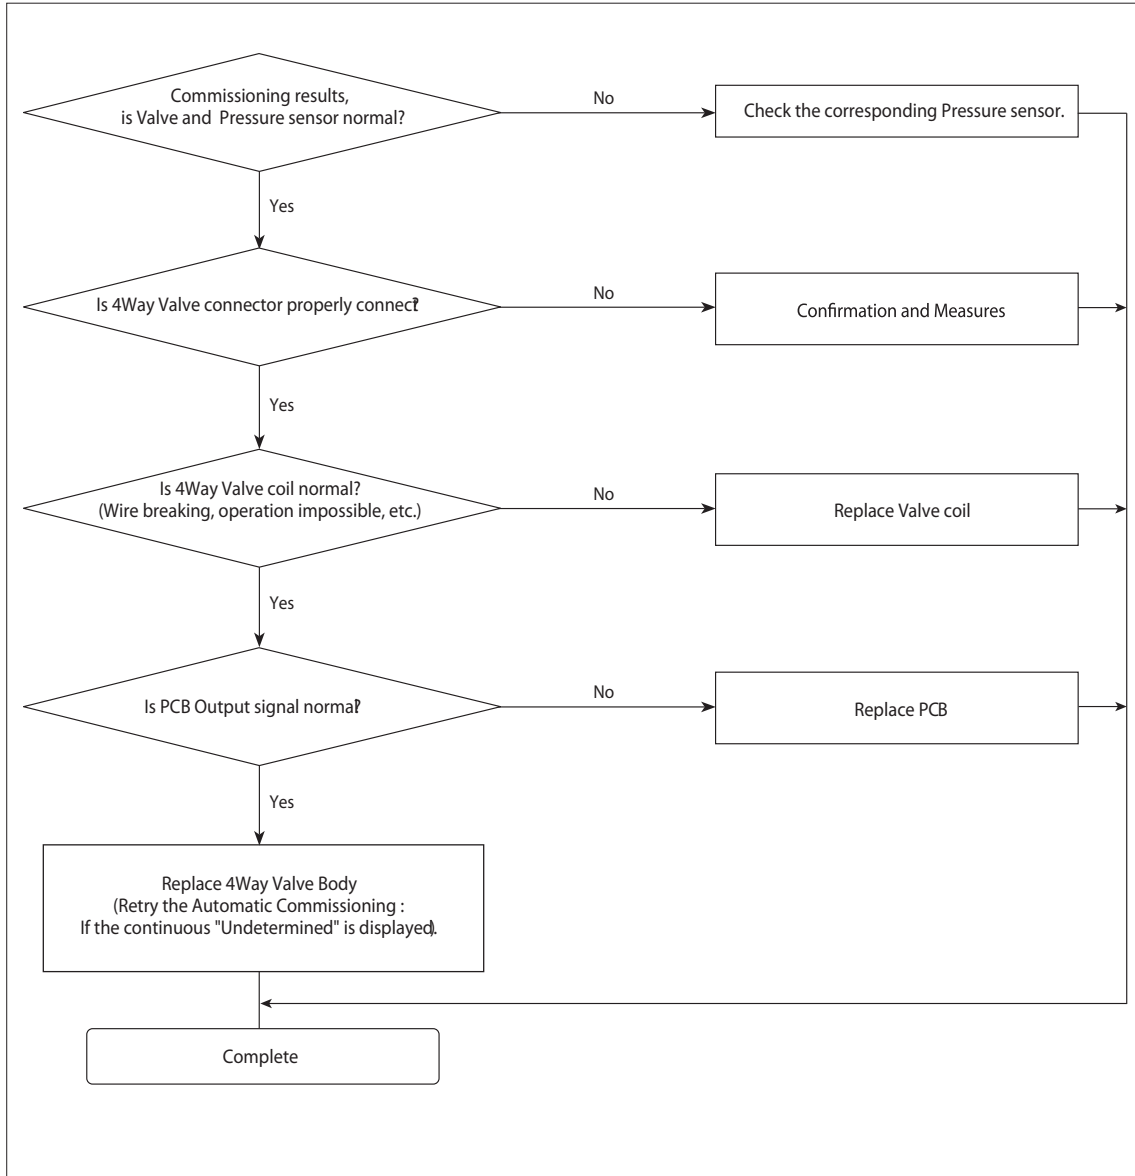 Commissioning results,
is Valve and Pressure sensor normal?
No
Check the corresponding Pressure sensor.
Yes
Is 4Way Valve connector properly connect?
No
Confirmation and Measures
Yes
Is 4Way Valve coil normal?
(Wire breaking, operation impossible, etc.)
No
Replace Valve coil
Yes
Is PCB Output signal normal?
No
Replace PCB
Yes
Replace 4Way Valve Body
(Retry the Automatic Commissioning :
If the continuous "Undetermined" is displayed).
Complete